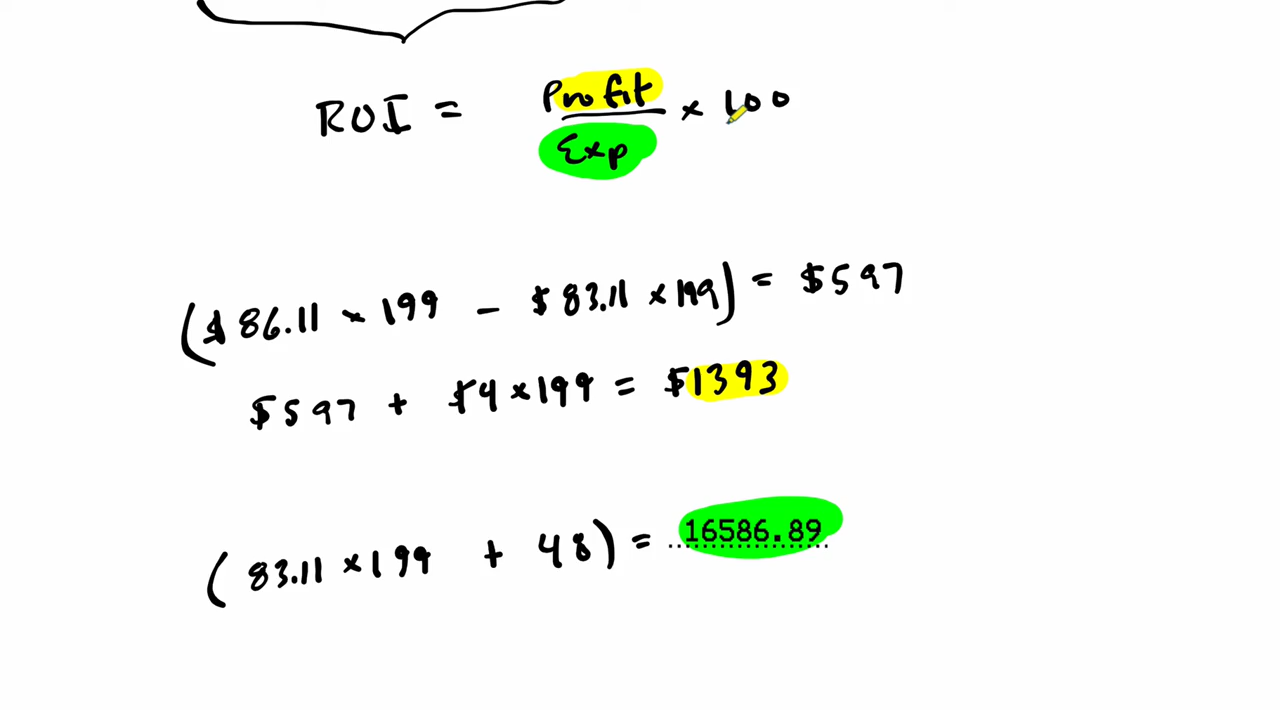 ROI = Profit / Exp × 100
($86.11 × 199 - $83.11 × 199) = $597
$597 + $4 × 199 = $1393
(83.11 × 199 + 48) = 16586.89